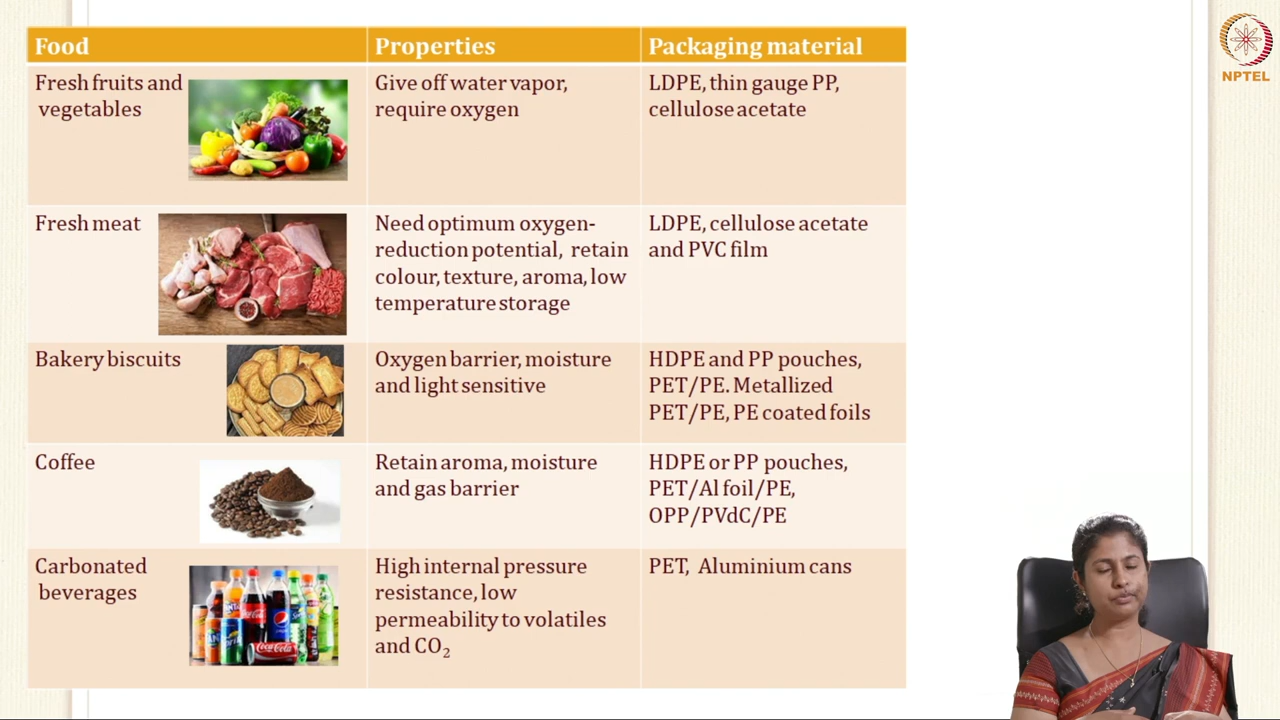 Food
Properties
Packaging material
NPTEL
Fresh fruits and
vegetables
Give off water vapor,
require oxygen
LDPE, thin gauge PP,
cellulose acetate
Fresh meat
Need optimum oxygen-
reduction potential, retain
colour, texture, aroma, low
temperature storage
LDPE, cellulose acetate
and PVC film
Bakery biscuits
Oxygen barrier, moisture
and light sensitive
HDPE and PP pouches,
PET/PE. Metallized
PET/PE, PE coated foils
Coffee
Retain aroma, moisture
and gas barrier
HDPE or PP pouches,
PET/Al foil/PE,
OPP/PVdC/PE
Carbonated
beverages
High internal pressure
resistance, low
permeability to volatiles
and CO₂
PET, Aluminium cans
Coca-Cola